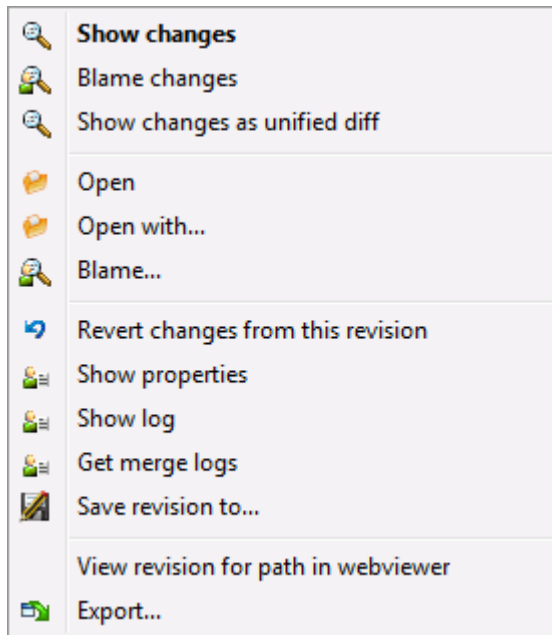 Show changes
Blame changes
Show changes as unified diff
Open
Open with...
Blame...
Revert changes from this revision
Show properties
Show log
Get merge logs
Save revision to...
View revision for path in webviewer
Export...